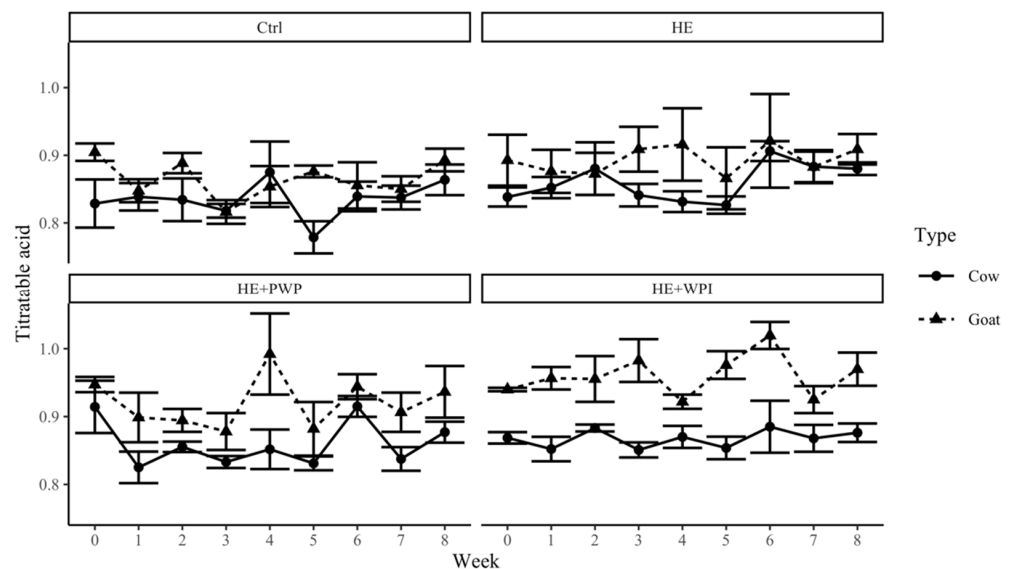 Ctrl
HE
1.0
0.9
0.8
HE+PWP
HE+WPI
1.0
0.9
0.8
0 1 2 3 4 5 6 7 8
0 1 2 3 4 5 6 7 8
Week
Titratable acid
Type
Cow
Goat